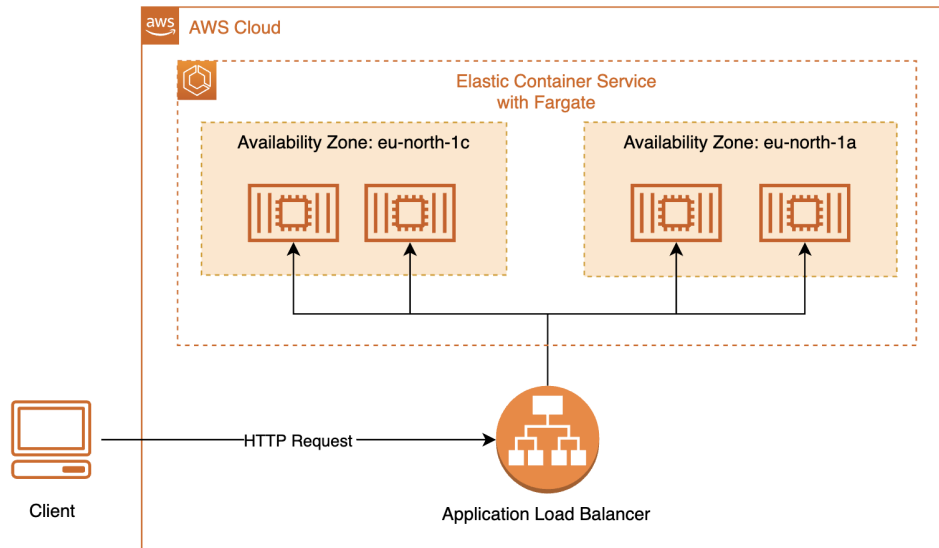 aws
AWS Cloud
Elastic Container Service
with Fargate
Availability Zone: eu-north-1c
Availability Zone: eu-north-1a
HTTP Request
Client
Application Load Balancer